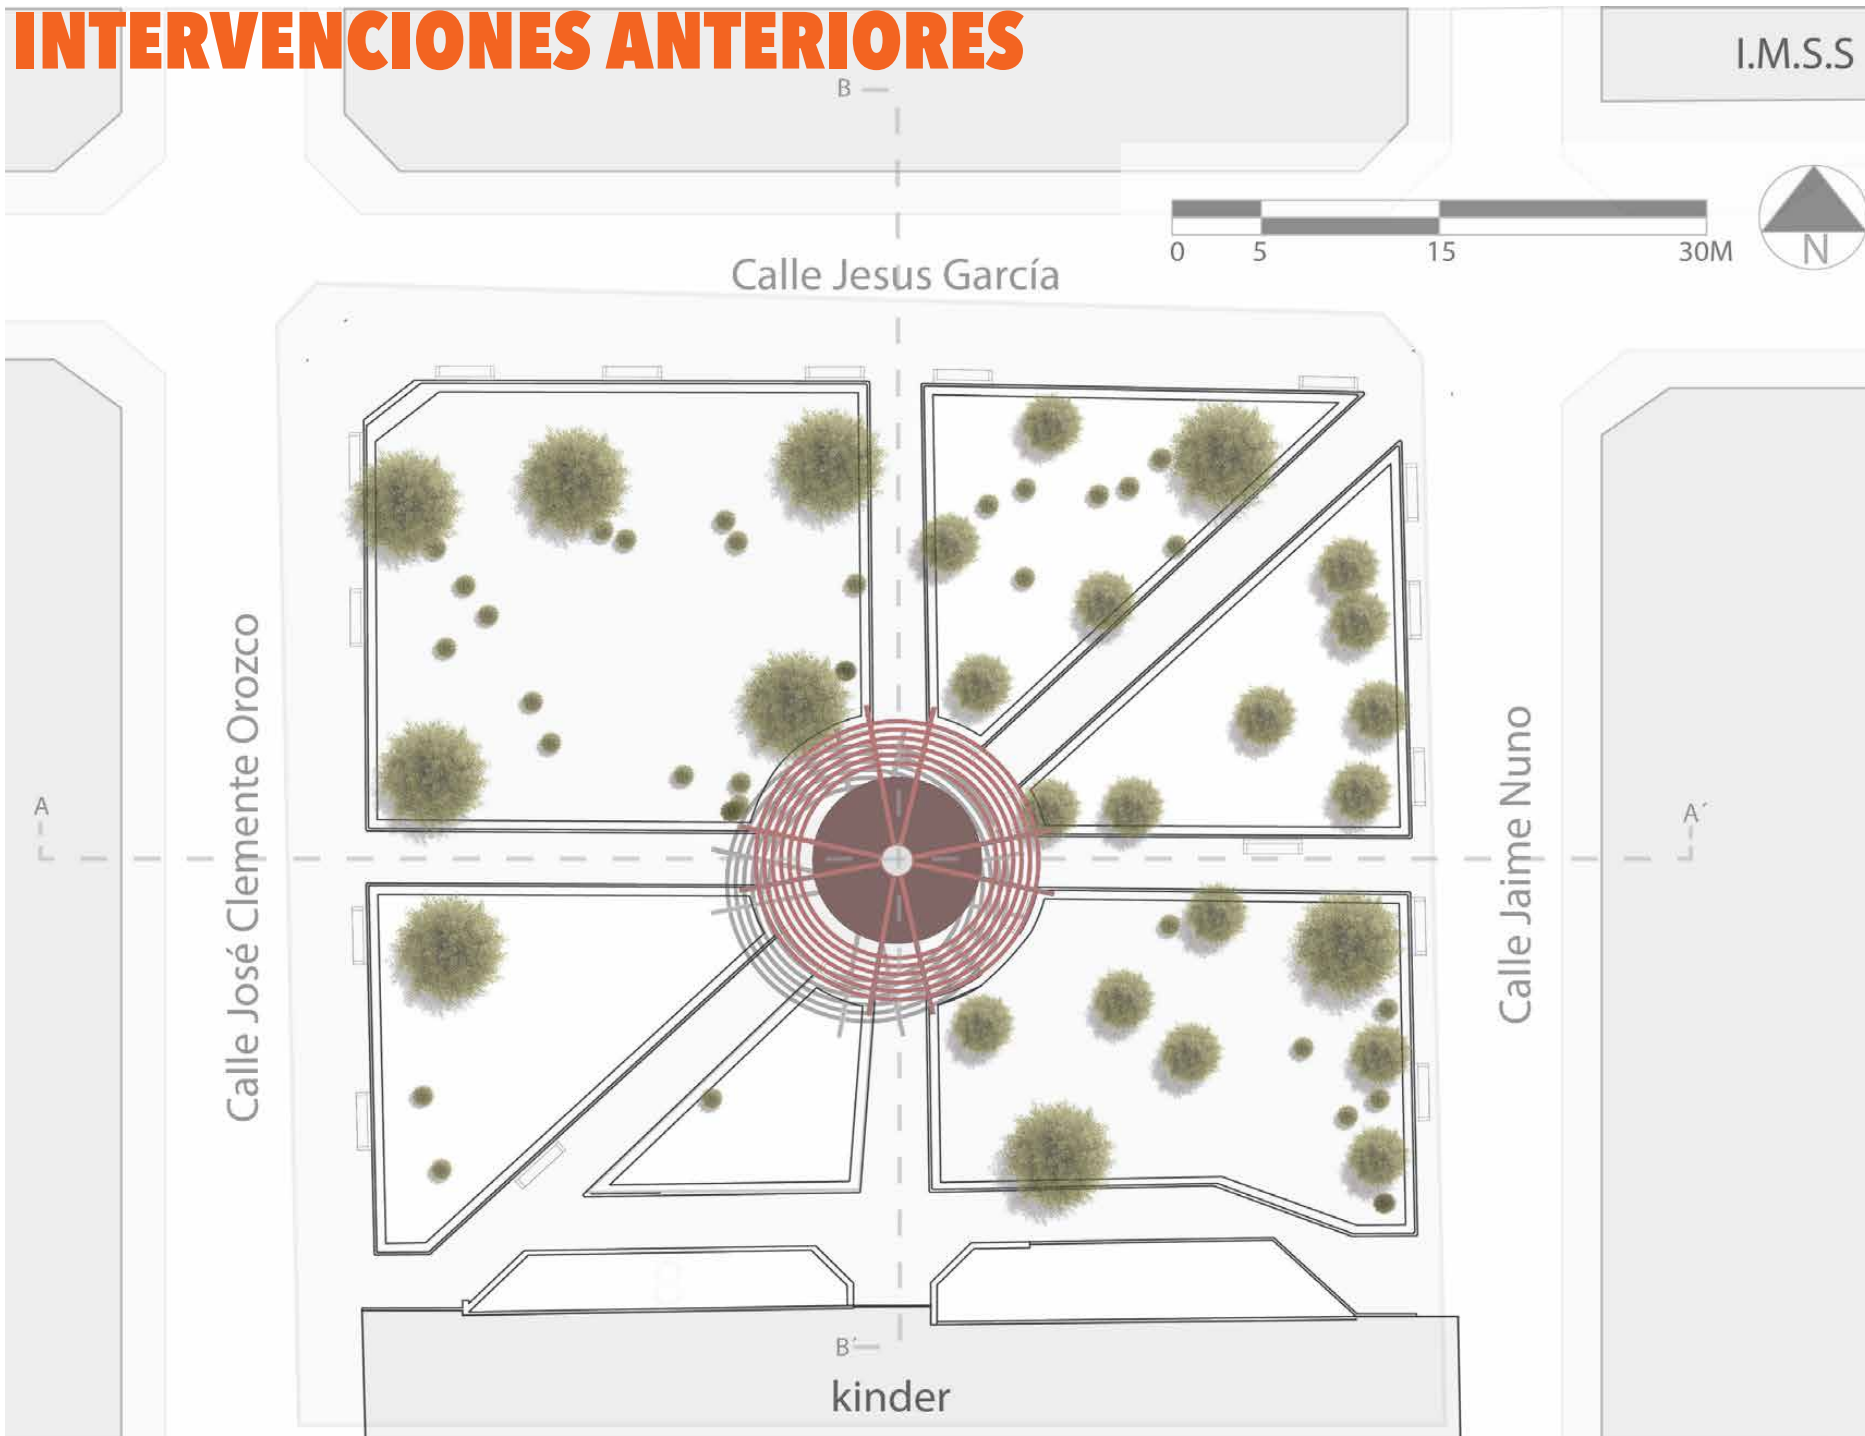 INTERVENCIONES ANTERIORES
I.M.S.S
B
0 5 15 30M
N
Calle Jesus García
Calle José Clemente Orozco
Calle Jaime Nuno
A
A´
B´
kinder